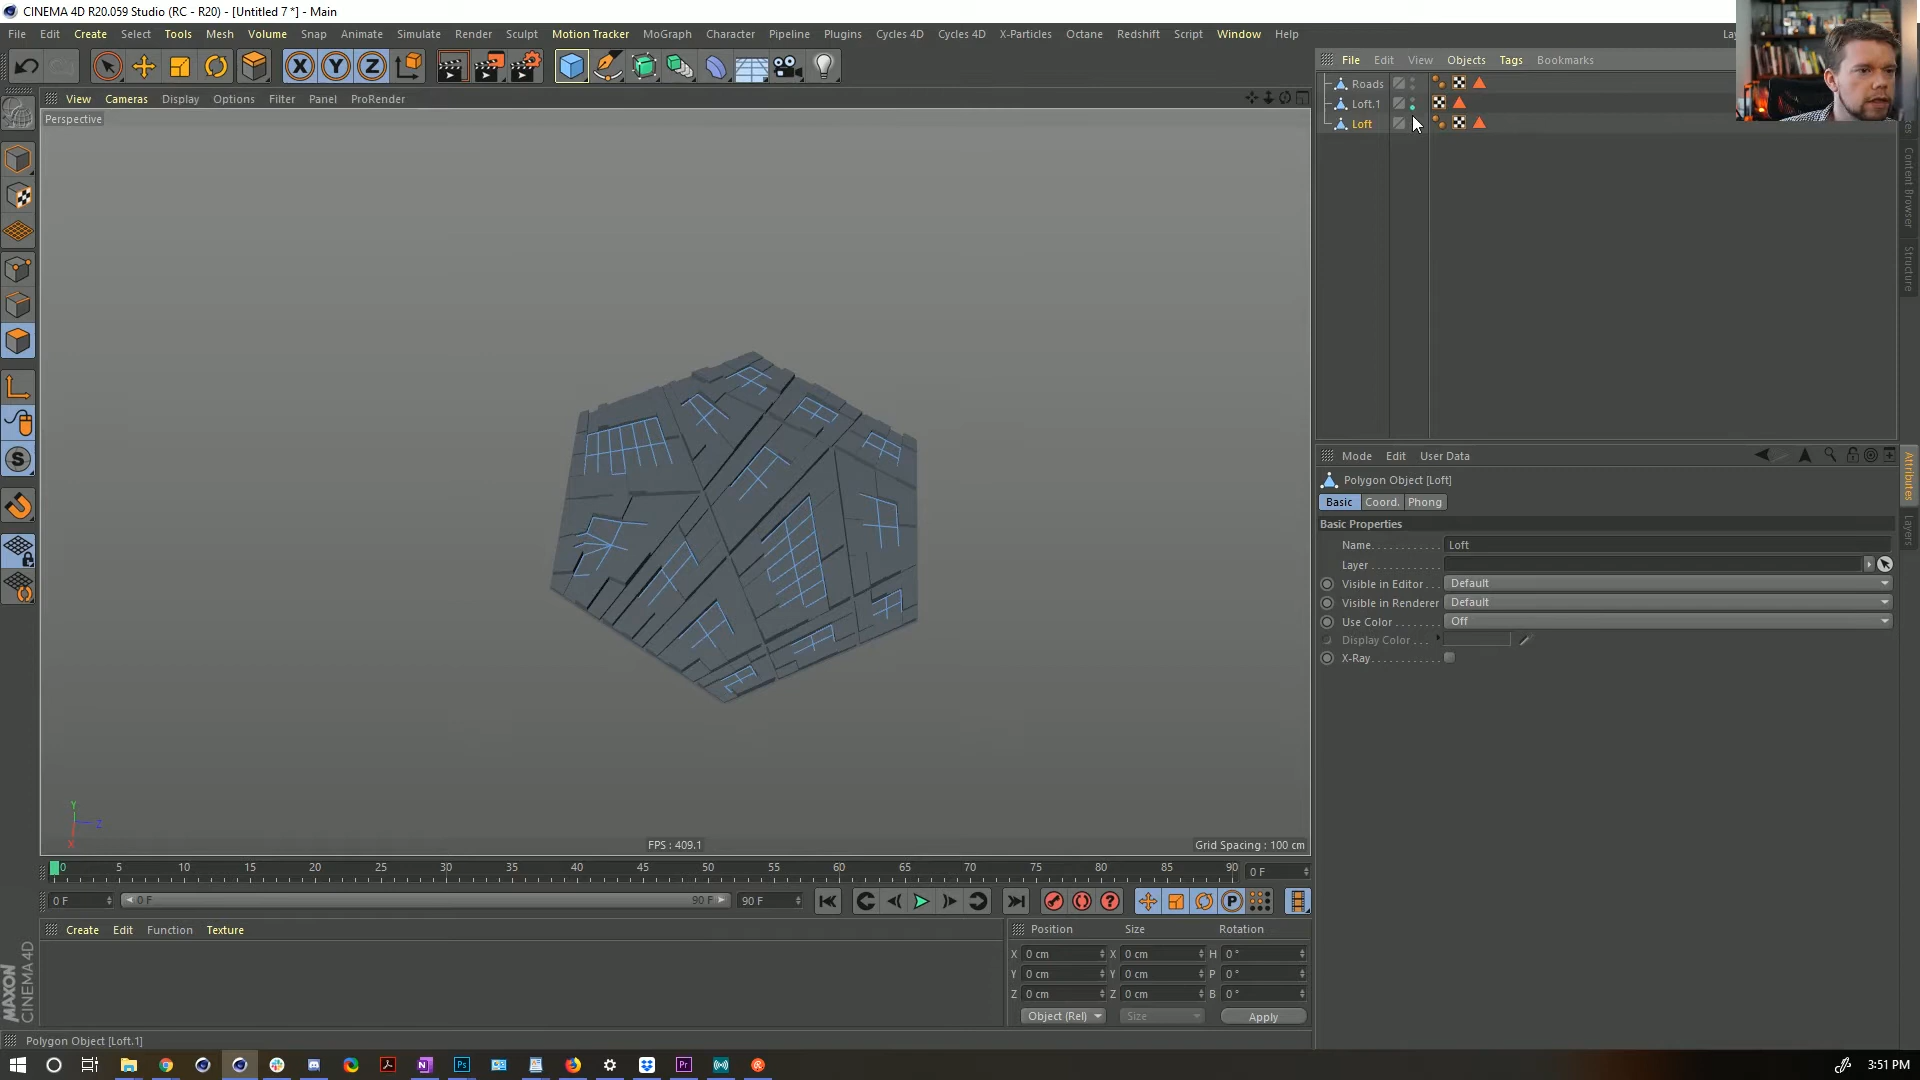 CINEMA 4D R20.059 Studio (RC - R20) - [Untitled 7 *] - Main
File Edit Create Select Tools Mesh Volume Snap Animate Simulate Render Sculpt Motion Tracker MoGraph Character Pipeline Plugins Cycles 4D Cycles 4D X-Particles Octane Redshift Script Window Help
X Y Z
File Edit View Objects Tags Bookmarks
View Cameras Display Options Filter Panel ProRender
Perspective
Roads
Loft.1
Loft
Content Browser
Structure
Mode Edit User Data
Polygon Object [Loft]
Basic Coord. Phong
Basic Properties
Name Loft
Layer
Visible in Editor Default
Visible in Renderer Default
Use Color Off
Display Color
X-Ray
Attributes
Layers
S
Y
Z
X
FPS : 409.1
Grid Spacing : 100 cm
0 5 10 15 20 25 30 35 40 45 50 55 60 65 70 75 80 85 90 0 F
0 F 0 F 90 F 90 F
P
Create Edit Function Texture
Position Size Rotation
X 0 cm X 0 cm H 0 °
Y 0 cm Y 0 cm P 0 °
Z 0 cm Z 0 cm B 0 °
Object (Rel) Size Apply
MAXON
CINEMA 4D
Polygon Object [Loft.1]
N Ps Pr
3:51 PM